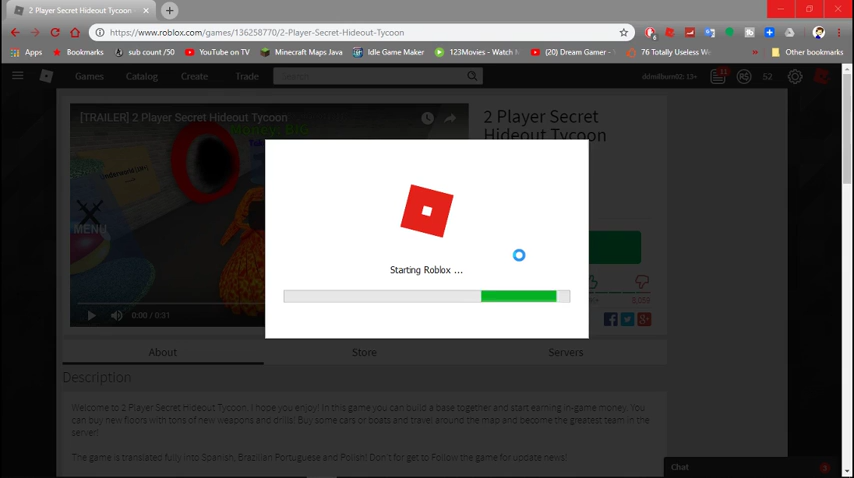 2 Player Secret Hideout Tycoon
https://www.roblox.com/games/136258770/2-Player-Secret-Hideout-Tycoon
Apps Bookmarks sub count /50 YouTube on TV Minecraft Maps Java Idle Game Maker 123Movies - Watch (20) Dream Gamer - 76 Totally Useless » Other bookmarks
Games Catalog Create Trade Search ddmilburn02: 13+ 11 52
[TRAILER] 2 Player Secret Hideout Tycoon
2 Player Secret
Hideout Tycoon
MENU
Starting Roblox ...
0:00 / 0:31
About Store Servers
Description
Welcome to 2 Player Secret Hideout Tycoon, I hope you enjoy! In this game you can build a base together and start earning in-game money. You
can buy new floors with tons of new weapons and drills! Buy some cars or boats and travel around the map and become the greatest team in the
server!
The game is translated fully into Spanish, Brazilian Portuguese and Polish! Don't forget to Follow the game for update news!
Chat 3